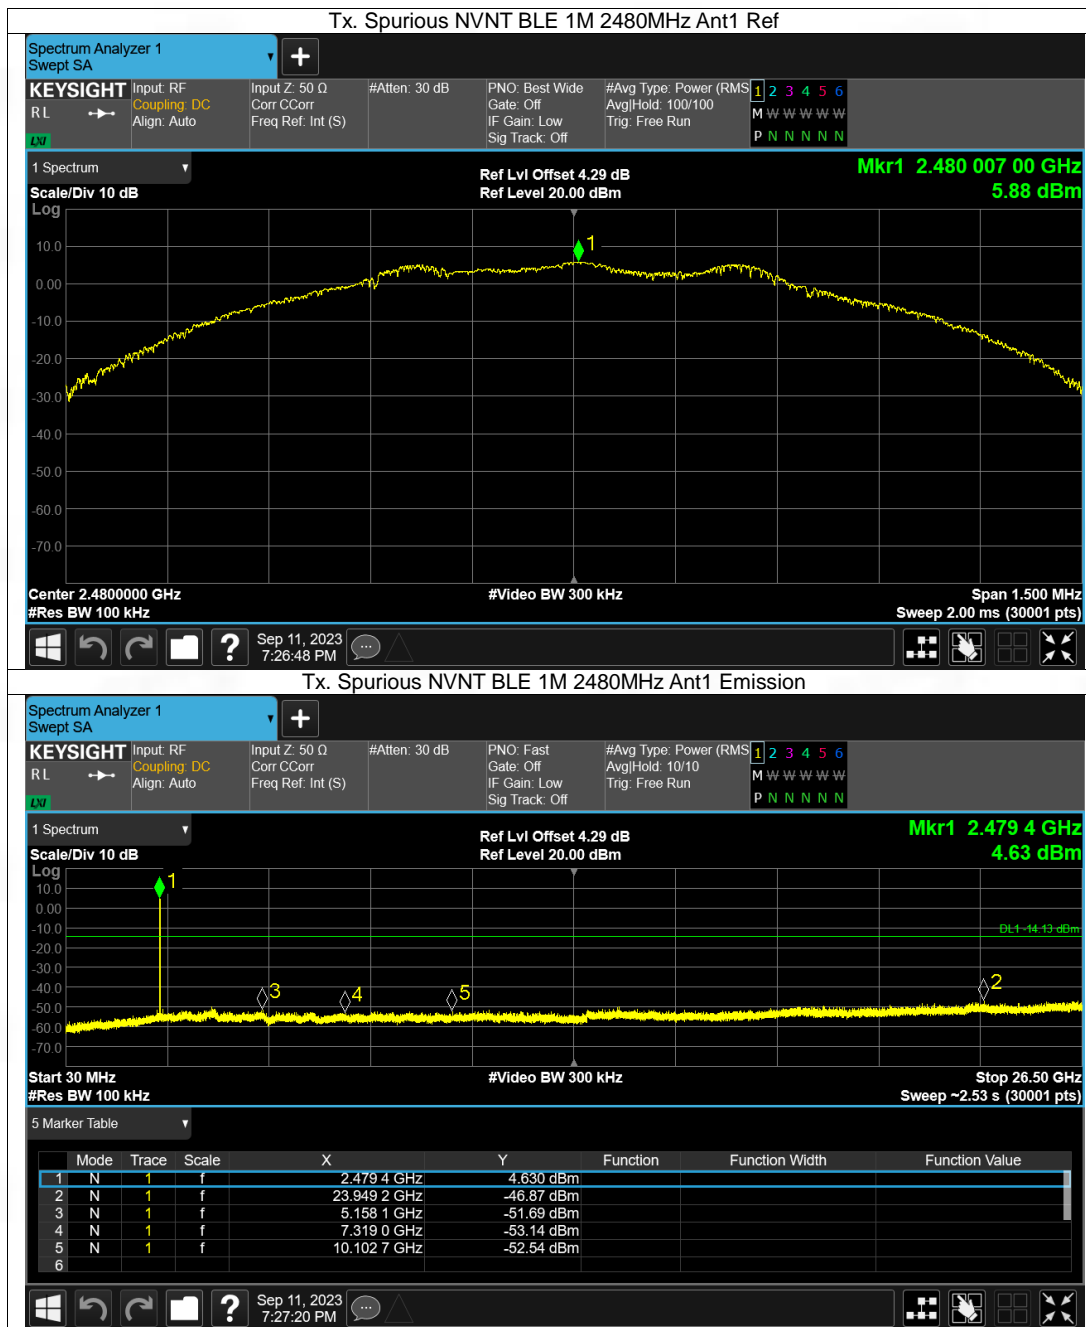 Tx. Spurious NVNT BLE 1M 2480MHz Ant1 Ref
Spectrum Analyzer 1
Swept SA
KEYSIGHT
R L
LXI
Input: RF
Coupling: DC
Align: Auto
Input Z: 50 Ω
Corr CCorr
Freq Ref: Int (S)
#Atten: 30 dB
PNO: Best Wide
Gate: Off
IF Gain: Low
Sig Track: Off
#Avg Type: Power (RMS
Avg|Hold: 100/100
Trig: Free Run
1 2 3 4 5 6
M W W W W W
P N N N N N
1 Spectrum
Scale/Div 10 dB
Ref Lvl Offset 4.29 dB
Ref Level 20.00 dBm
Mkr1 2.480 007 00 GHz
5.88 dBm
Log
10.0
0.00
-10.0
-20.0
-30.0
-40.0
-50.0
-60.0
-70.0
1
Center 2.4800000 GHz
#Res BW 100 kHz
#Video BW 300 kHz
Span 1.500 MHz
Sweep 2.00 ms (30001 pts)
?
Sep 11, 2023
7:26:48 PM
Tx. Spurious NVNT BLE 1M 2480MHz Ant1 Emission
Spectrum Analyzer 1
Swept SA
KEYSIGHT
R L
LXI
Input: RF
Coupling: DC
Align: Auto
Input Z: 50 Ω
Corr CCorr
Freq Ref: Int (S)
#Atten: 30 dB
PNO: Fast
Gate: Off
IF Gain: Low
Sig Track: Off
#Avg Type: Power (RMS
Avg|Hold: 10/10
Trig: Free Run
1 2 3 4 5 6
M W W W W W
P N N N N N
1 Spectrum
Scale/Div 10 dB
Ref Lvl Offset 4.29 dB
Ref Level 20.00 dBm
Mkr1 2.479 4 GHz
4.63 dBm
Log
10.0
0.00
-10.0
-20.0
-30.0
-40.0
-50.0
-60.0
-70.0
1
DL1 -14.13 dBm
3
4
5
2
Start 30 MHz
#Res BW 100 kHz
#Video BW 300 kHz
Stop 26.50 GHz
Sweep ~2.53 s (30001 pts)
5 Marker Table
Mode Trace Scale X Y Function Function Width Function Value
1 N 1 f 2.479 4 GHz 4.630 dBm
2 N 1 f 23.949 2 GHz -46.87 dBm
3 N 1 f 5.158 1 GHz -51.69 dBm
4 N 1 f 7.319 0 GHz -53.14 dBm
5 N 1 f 10.102 7 GHz -52.54 dBm
6
?
Sep 11, 2023
7:27:20 PM